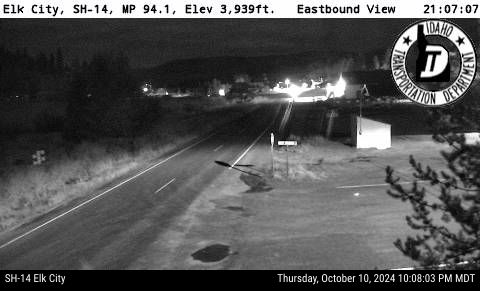 Elk City, SH-14, MP 94.1, Elev 3,939ft. Eastbound View 21:07:07
IDAHO
TRANSPORTATION DEPARTMENT
SH-14 Elk City Thursday, October 10, 2024 10:08:03 PM MDT